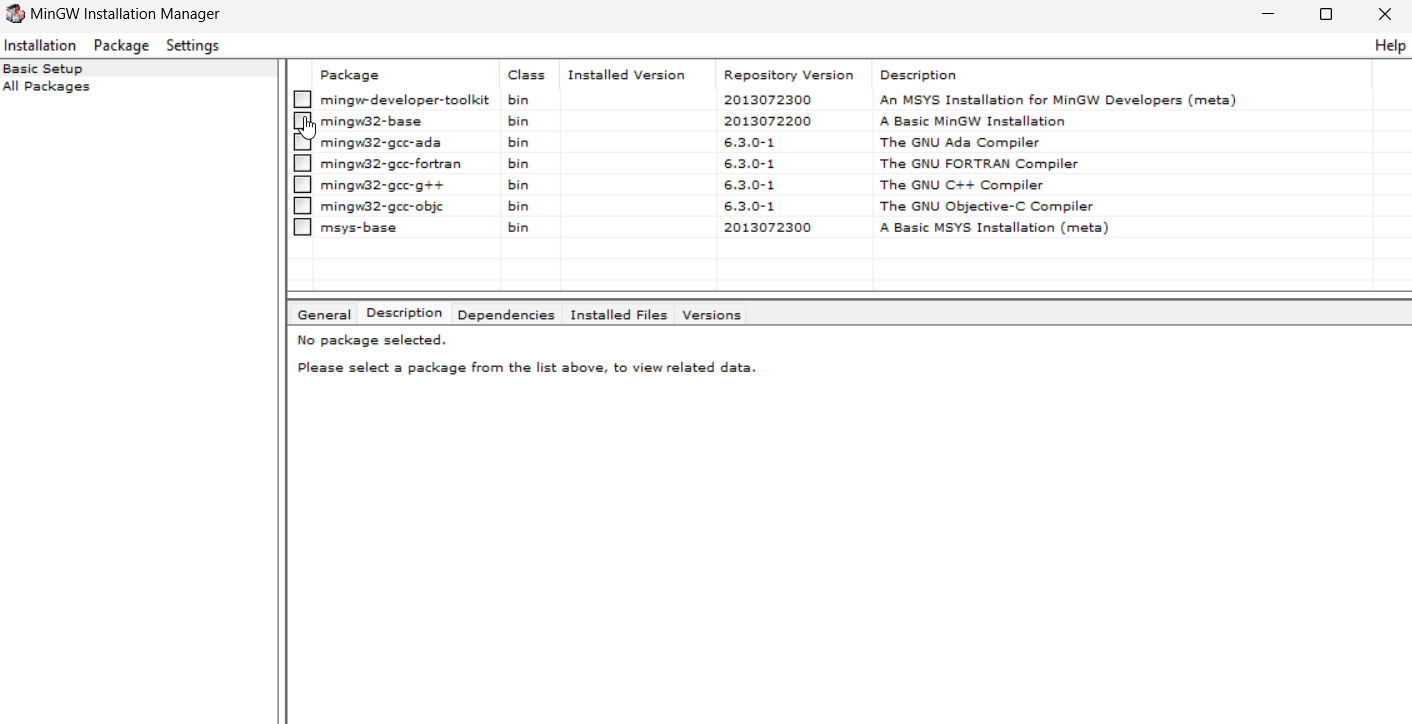 MinGW Installation Manager
Installation Package Settings Help
Basic Setup
All Packages
Package Class Installed Version Repository Version Description
mingw-developer-toolkit bin 2013072300 An MSYS Installation for MinGW Developers (meta)
mingw32-base bin 2013072200 A Basic MinGW Installation
mingw32-gcc-ada bin 6.3.0-1 The GNU Ada Compiler
mingw32-gcc-fortran bin 6.3.0-1 The GNU FORTRAN Compiler
mingw32-gcc-g++ bin 6.3.0-1 The GNU C++ Compiler
mingw32-gcc-objc bin 6.3.0-1 The GNU Objective-C Compiler
msys-base bin 2013072300 A Basic MSYS Installation (meta)
General Description Dependencies Installed Files Versions
No package selected.
Please select a package from the list above, to view related data.